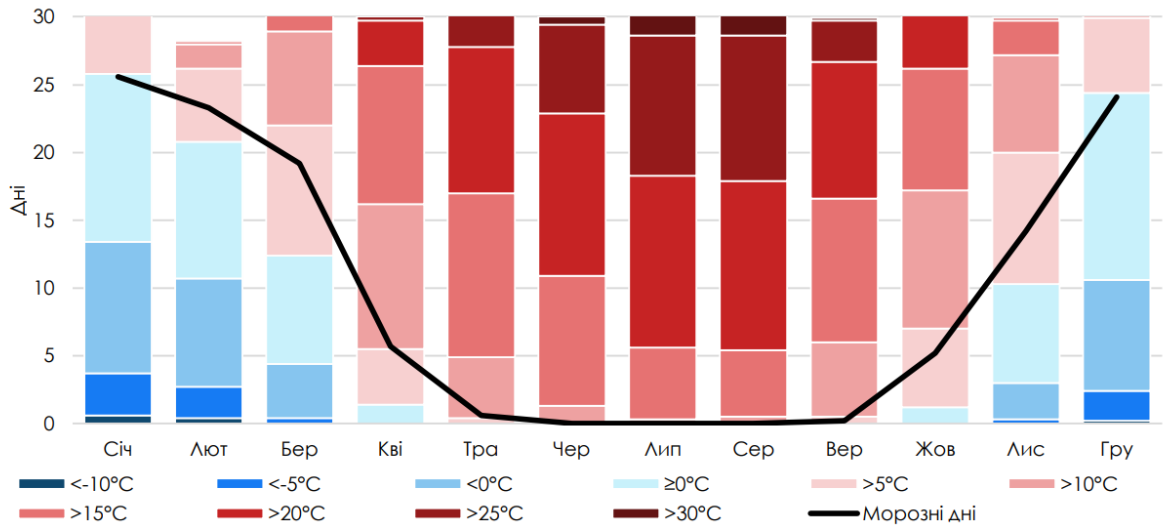 30
25
20
15
10
5
0
Дні
Січ Лют Бер Кві Тра Чер Лип Сер Вер Жов Лис Гру
<-10°C <-5°C <0°C ≥0°C >5°C >10°C
>15°C >20°C >25°C >30°C Морозні дні